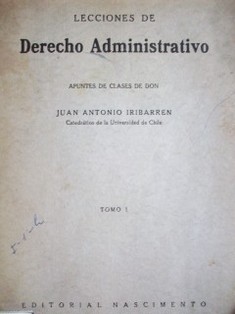 LECCIONES DE
Derecho Administrativo
APUNTES DE CLASES DE DON
JUAN ANTONIO IRIBARREN
Catedrático de la Universidad de Chile
TOMO I
EDITORIAL NASCIMENTO